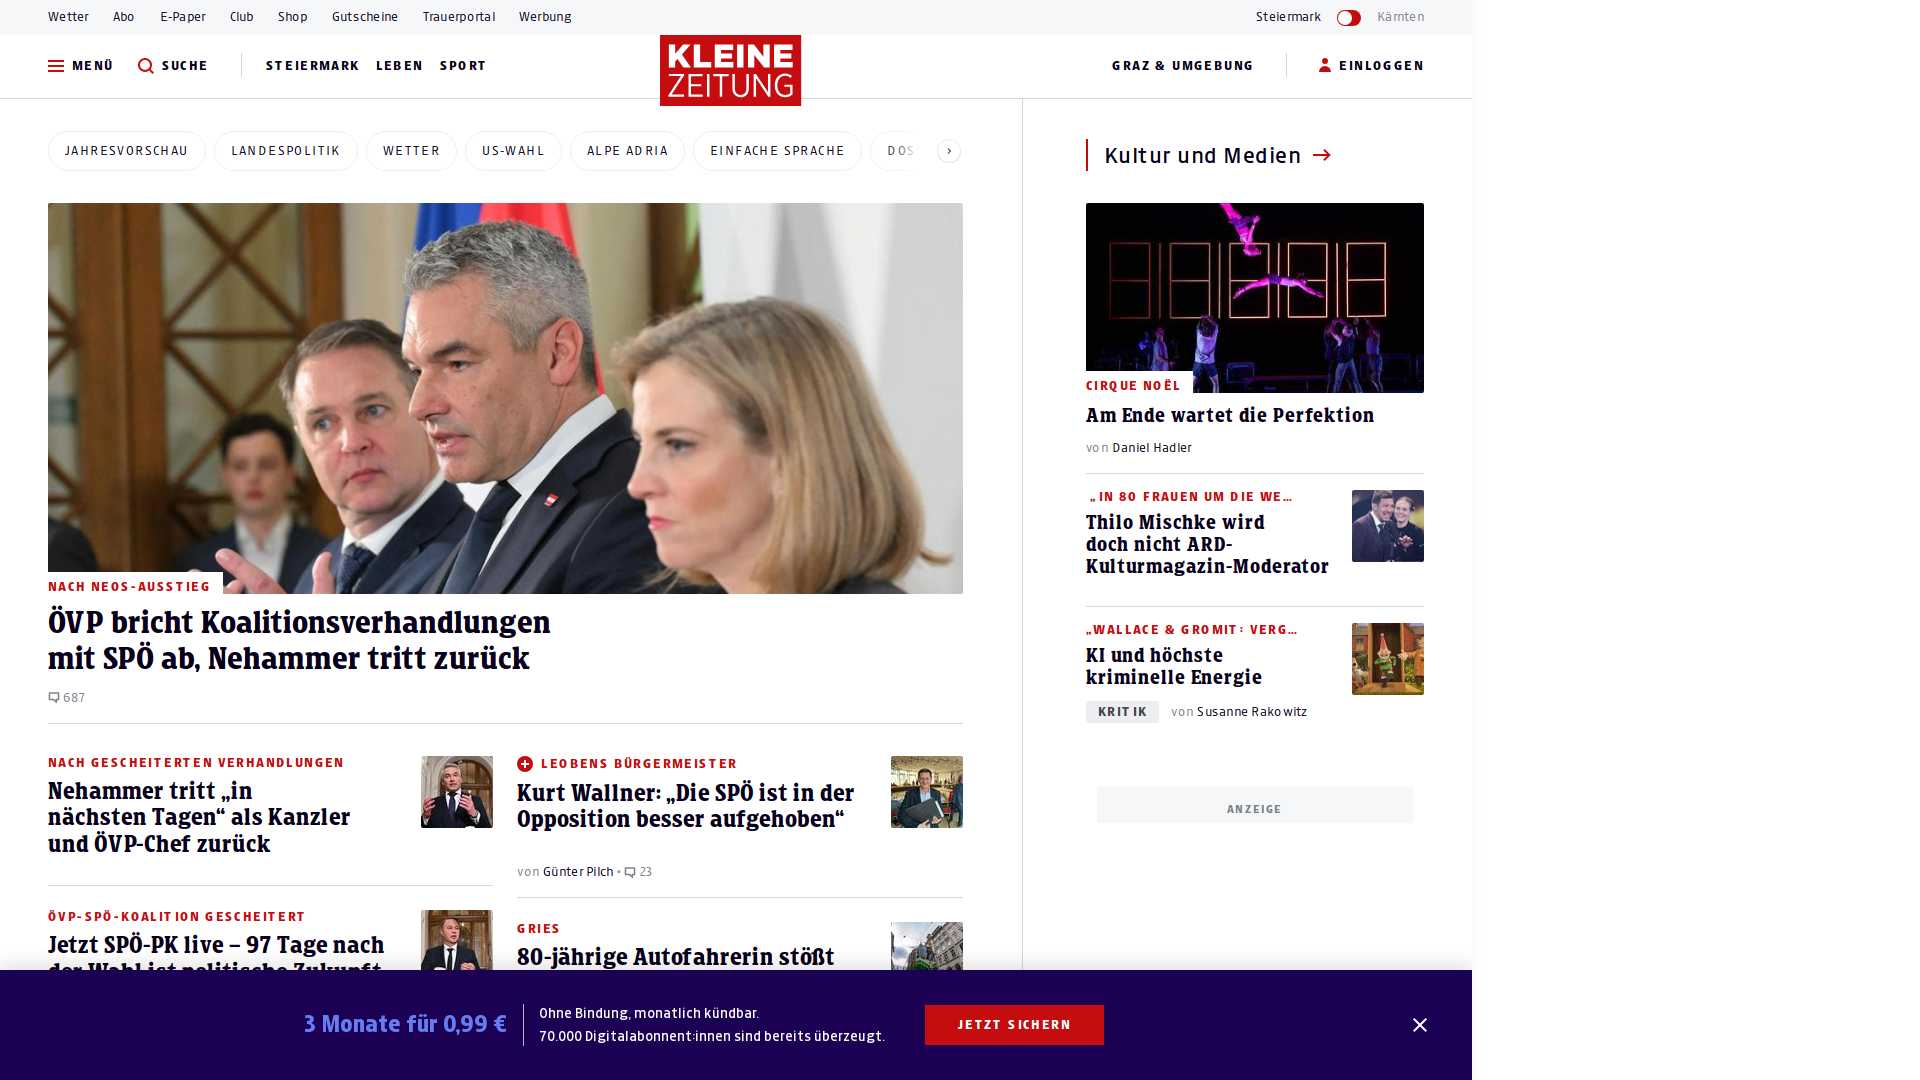 Wetter Abo E-Paper Club Shop Gutscheine Trauerportal Werbung
Steiermark Kärnten
MENÜ SUCHE STEIERMARK LEBEN SPORT
KLEINE
ZEITUNG
GRAZ & UMGEBUNG EINLOGGEN
JAHRESVORSCHAU LANDESPOLITIK WETTER US-WAHL ALPE ADRIA EINFACHE SPRACHE DOS
NACH NEOS-AUSSTIEG
ÖVP bricht Koalitionsverhandlungen
mit SPÖ ab, Nehammer tritt zurück
687
NACH GESCHEITERTEN VERHANDLUNGEN
Nehammer tritt „in
nächsten Tagen“ als Kanzler
und ÖVP-Chef zurück
ÖVP-SPÖ-KOALITION GESCHEITERT
Jetzt SPÖ-PK live – 97 Tage nach
der Wahl ist politische Zukunft
LEOBENS BÜRGERMEISTER
Kurt Wallner: „Die SPÖ ist in der
Opposition besser aufgehoben“
von Günter Pilch • 23
GRIES
80-jährige Autofahrerin stößt
Kultur und Medien
CIRQUE NOËL
Am Ende wartet die Perfektion
von Daniel Hadler
„IN 80 FRAUEN UM DIE WE…
Thilo Mischke wird
doch nicht ARD-
Kulturmagazin-Moderator
„WALLACE & GROMIT: VERG…
KI und höchste
kriminelle Energie
KRITIK von Susanne Rakowitz
ANZEIGE
3 Monate für 0,99 €
Ohne Bindung, monatlich kündbar.
70.000 Digitalabonnent:innen sind bereits überzeugt.
JETZT SICHERN